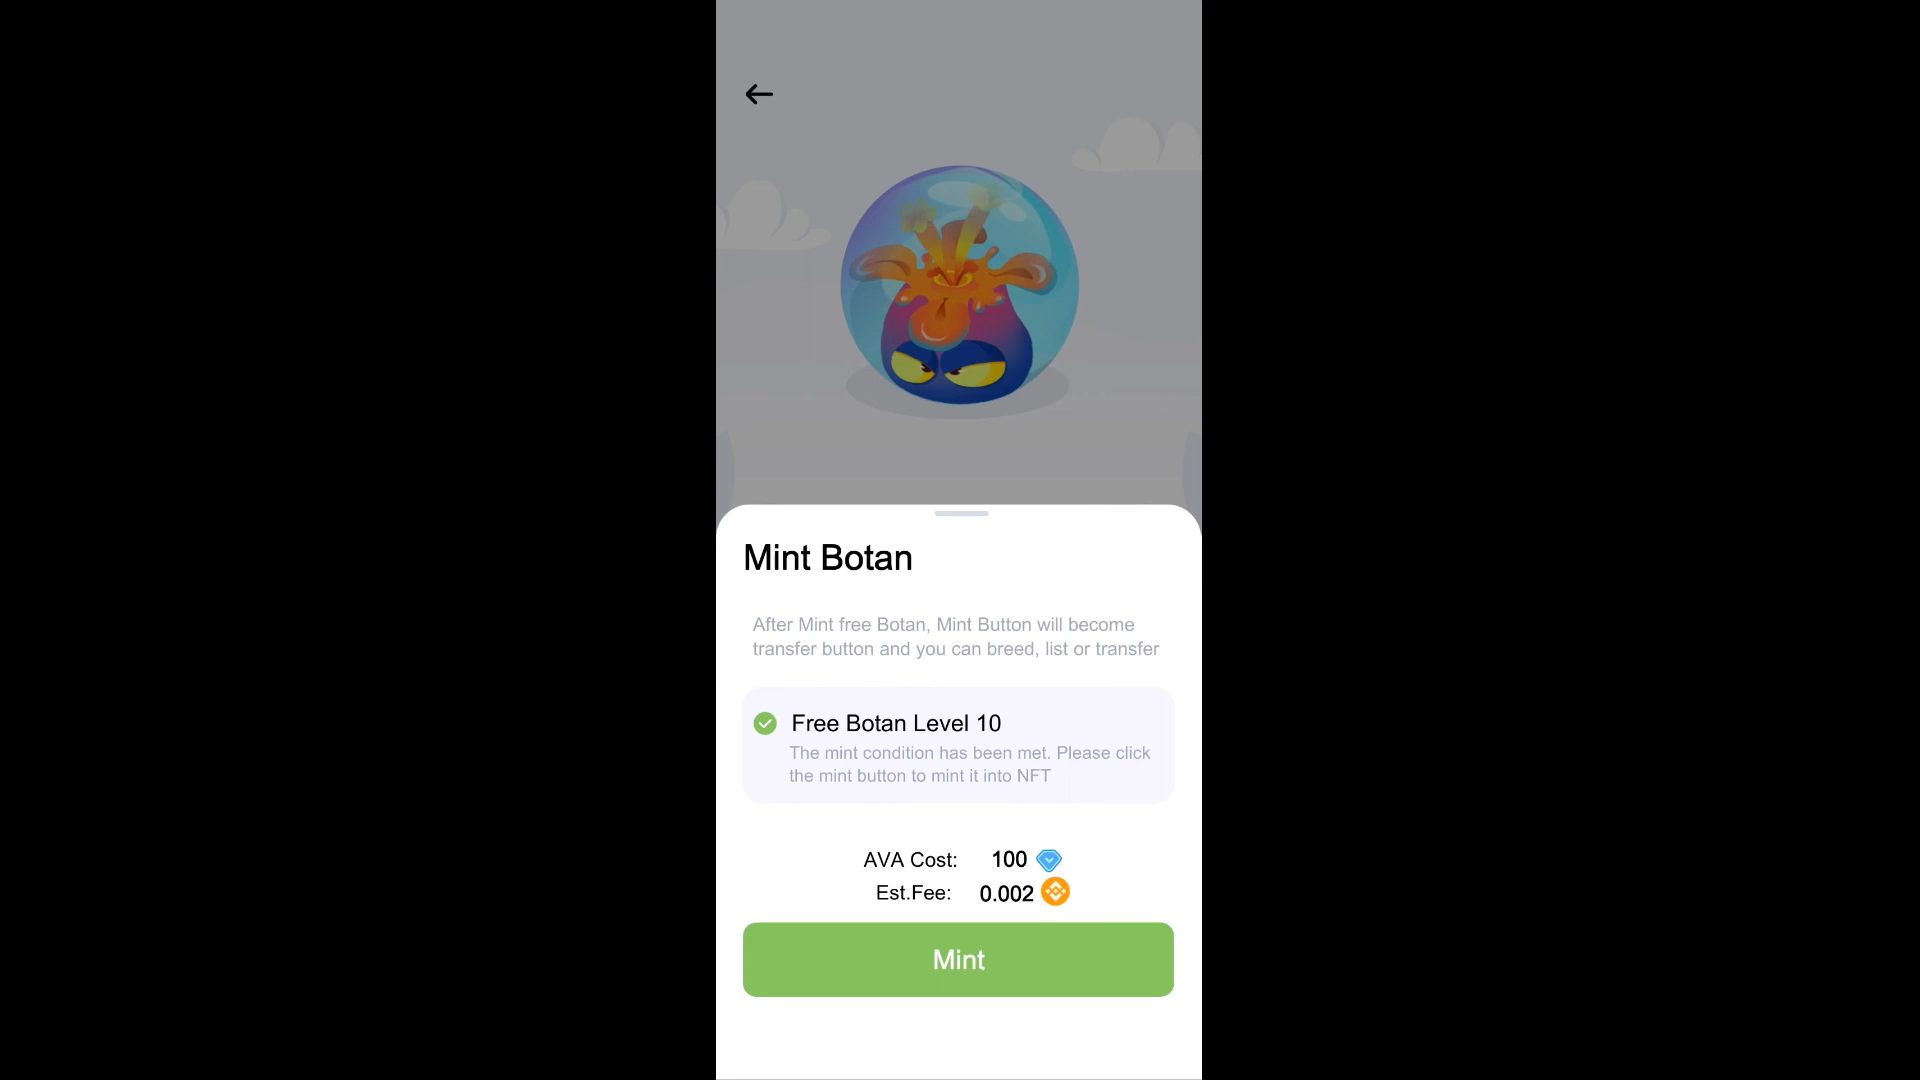 Mint Botan
After Mint free Botan, Mint Button will become
transfer button and you can breed, list or transfer
Free Botan Level 10
The mint condition has been met. Please click
the mint button to mint it into NFT
AVA Cost: 100
Est.Fee: 0.002
Mint